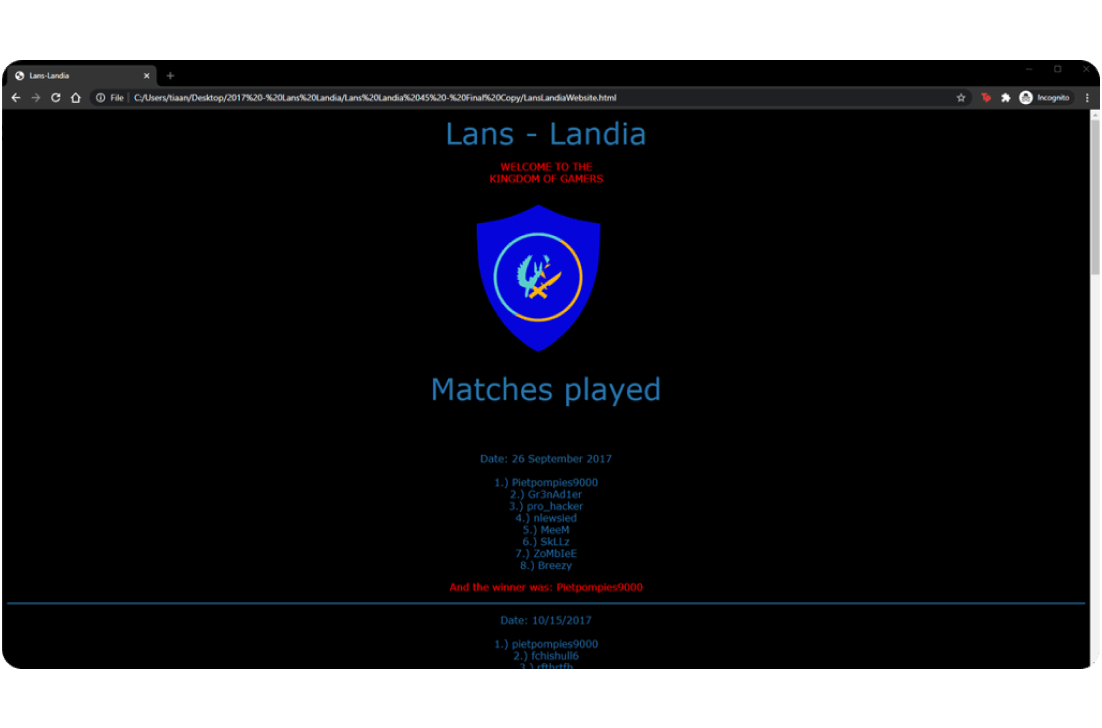 Lans-Landia
File
C:/Users/tiaan/Desktop/2017%20-%20Lans%20Landia/Lans%20Landia%2045%20-%20Final%20Copy/LansLandiaWebsite.html
Incognito
Lans - Landia
WELCOME TO THE
KINGDOM OF GAMERS
Matches played
Date: 26 September 2017
1.) Pietpompies9000
2.) Gr3nAd1er
3.) pro_hacker
4.) nlewsied
5.) MeeM
6.) SkLLz
7.) ZoMbIeE
8.) Breezy
And the winner was: Pietpompies9000
Date: 10/15/2017
1.) pietpompies9000
2.) fchishull6